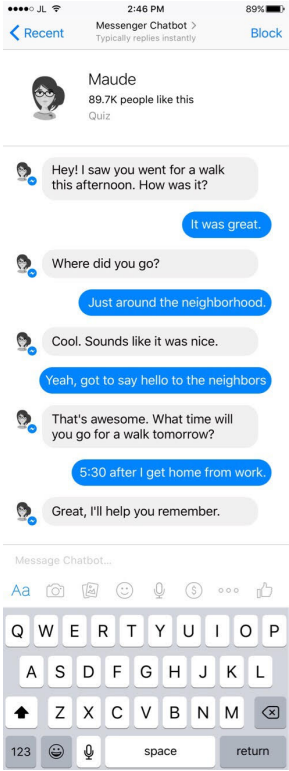 JL 2:46 PM 89%
Recent Messenger Chatbot > Block
Typically replies instantly
Maude
89.7K people like this
Quiz
Hey! I saw you went for a walk
this afternoon. How was it?
It was great.
Where did you go?
Just around the neighborhood.
Cool. Sounds like it was nice.
Yeah, got to say hello to the neighbors
That's awesome. What time will
you go for a walk tomorrow?
5:30 after I get home from work.
Great, I'll help you remember.
Message Chatbot...
Aa $
Q W E R T Y U I O P
A S D F G H J K L
Z X C V B N M
123 space return